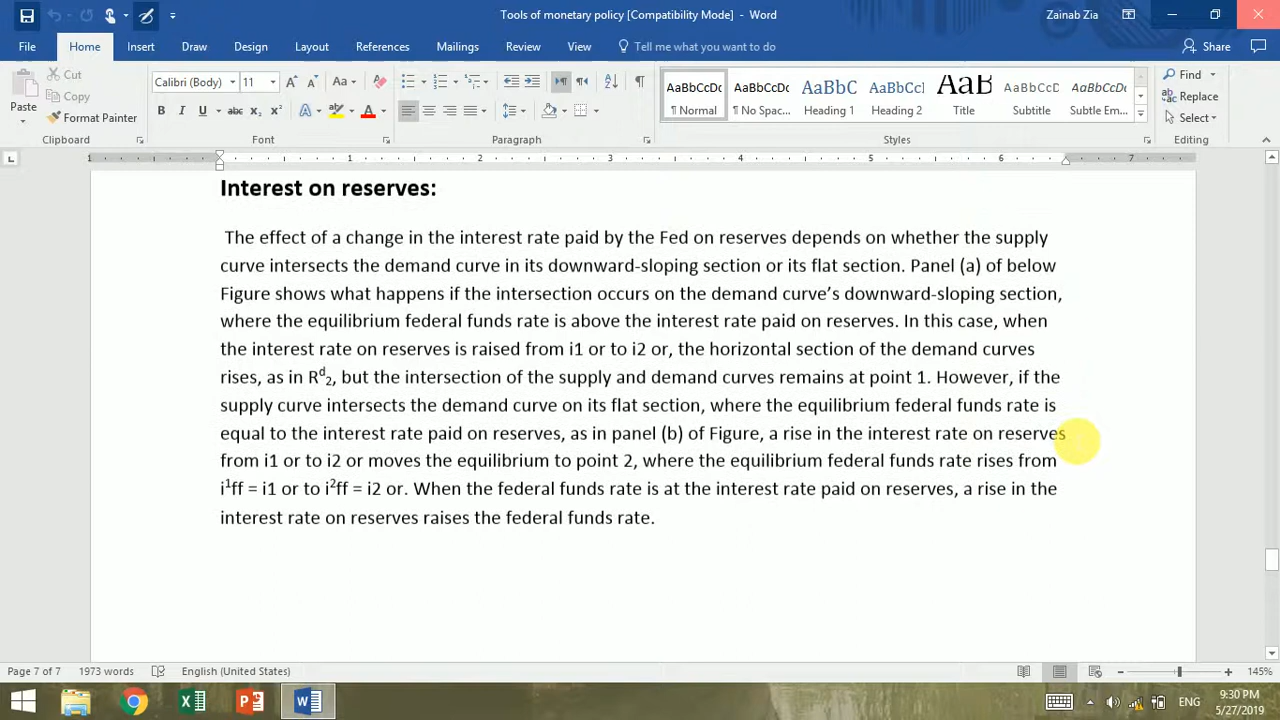 Tools of monetary policy [Compatibility Mode] - Word
Zainab Zia
File Home Insert Draw Design Layout References Mailings Review View Tell me what you want to do Share
Paste
Cut
Copy
Format Painter
Clipboard
Calibri (Body) 11
Font
Paragraph
AaBbCcDc AaBbCcDc AaBbC AaBbCcI AaB AaBbCcD AaBbCcDc
¶ Normal ¶ No Spac... Heading 1 Heading 2 Title Subtitle Subtle Em...
Styles
Find
Replace
Select
Editing
1 1 2 3 4 5 6 7
Interest on reserves:
The effect of a change in the interest rate paid by the Fed on reserves depends on whether the supply
curve intersects the demand curve in its downward-sloping section or its flat section. Panel (a) of below
Figure shows what happens if the intersection occurs on the demand curve's downward-sloping section,
where the equilibrium federal funds rate is above the interest rate paid on reserves. In this case, when
the interest rate on reserves is raised from i1 or to i2 or, the horizontal section of the demand curves
rises, as in Rd2, but the intersection of the supply and demand curves remains at point 1. However, if the
supply curve intersects the demand curve on its flat section, where the equilibrium federal funds rate is
equal to the interest rate paid on reserves, as in panel (b) of Figure, a rise in the interest rate on reserves
from i1 or to i2 or moves the equilibrium to point 2, where the equilibrium federal funds rate rises from
i1ff = i1 or to i2ff = i2 or. When the federal funds rate is at the interest rate paid on reserves, a rise in the
interest rate on reserves raises the federal funds rate.
Page 7 of 7 1973 words English (United States) 145%
ENG
9:30 PM
5/27/2019